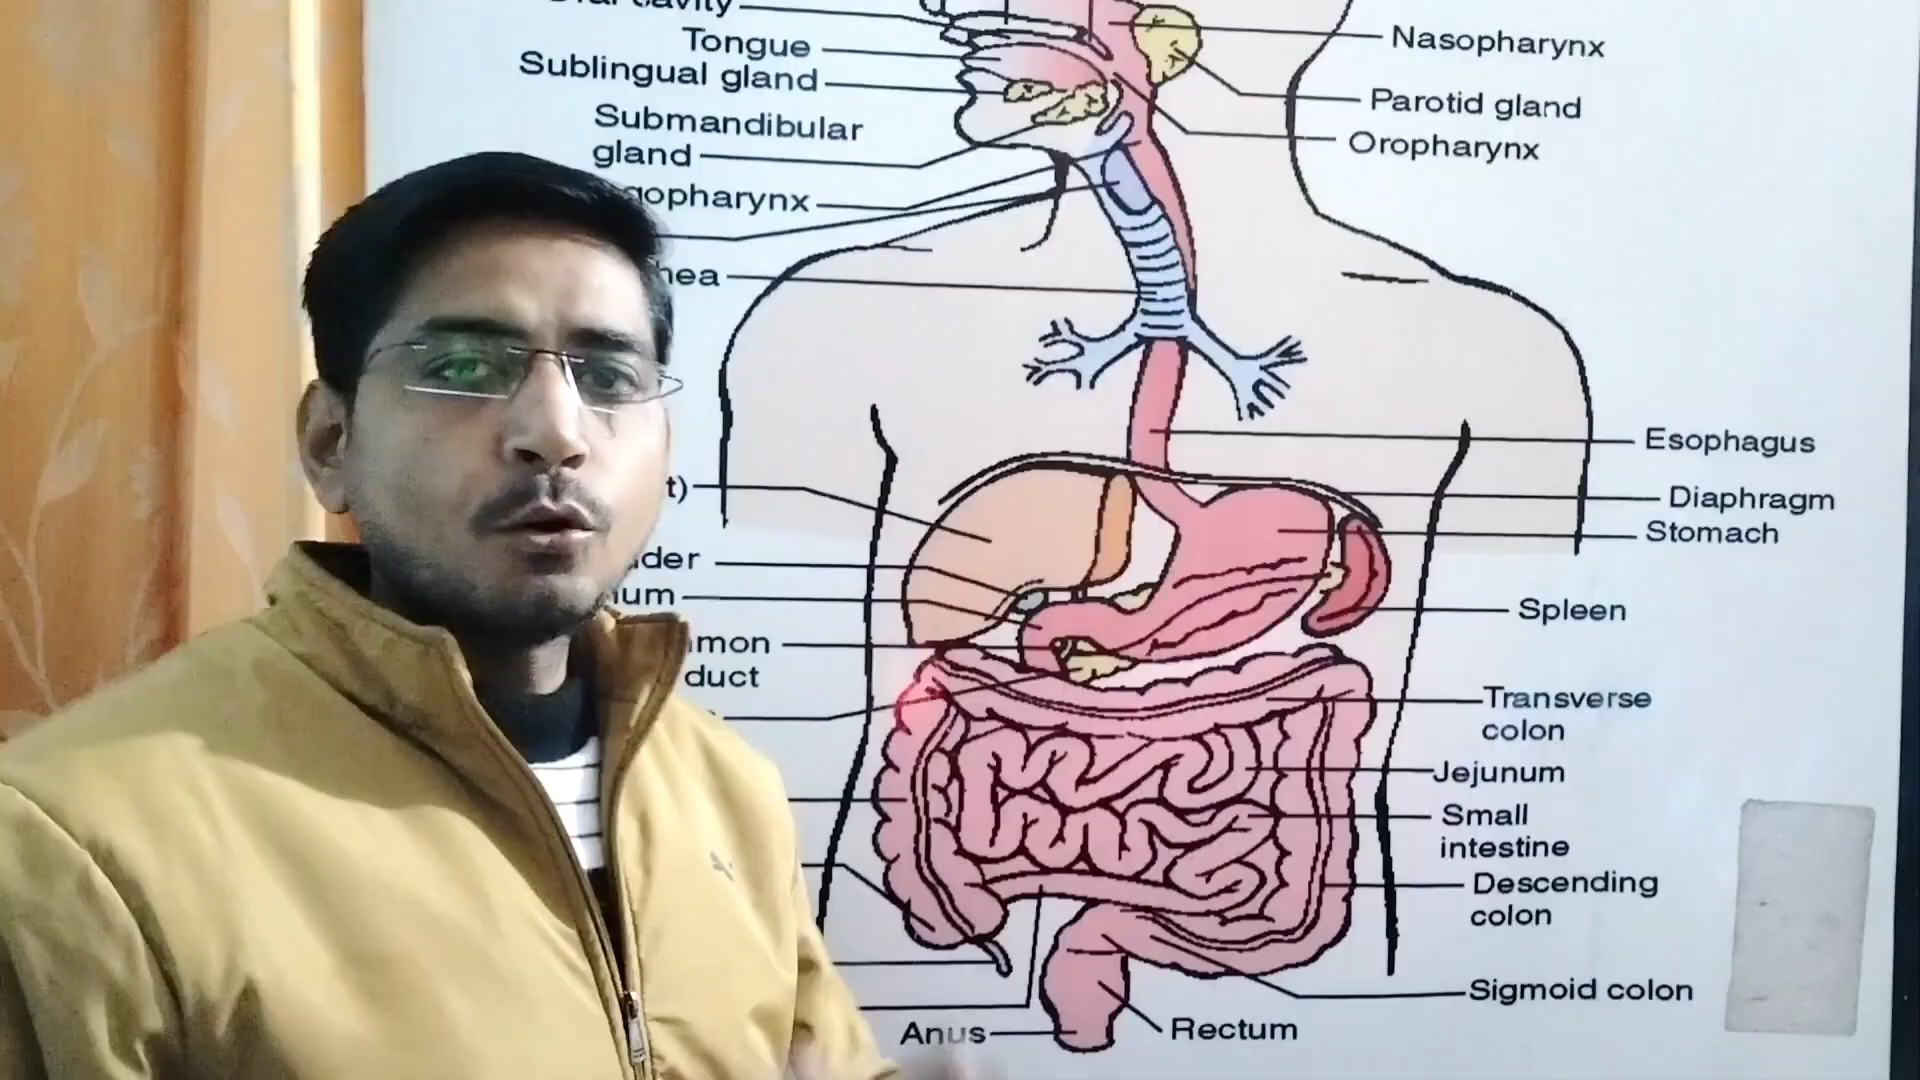 Tongue
Sublingual gland
Submandibular
gland
Nasopharynx
Parotid gland
Oropharynx
Esophagus
Diaphragm
Stomach
Spleen
duct
Transverse
colon
Jejunum
Small
intestine
Descending
colon
Sigmoid colon
Anus
Rectum